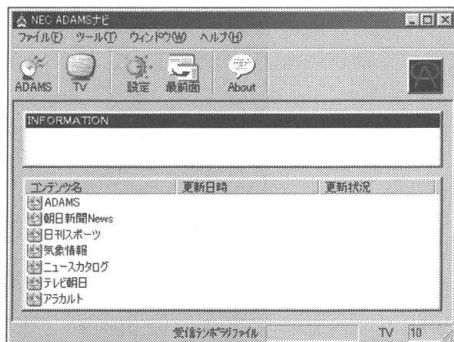 NEC ADAMSナビ
ファイル(F) ツール(T) ウィンドウ(W) ヘルプ(H)
ADAMS TV 設定 最前面 About
INFORMATION
コンテンツ名 更新日時 更新状況
ADAMS
朝日新聞News
日刊スポーツ
気象情報
ニュースカタログ
テレビ朝日
アラカルト
受信テンポラリファイル TV 10